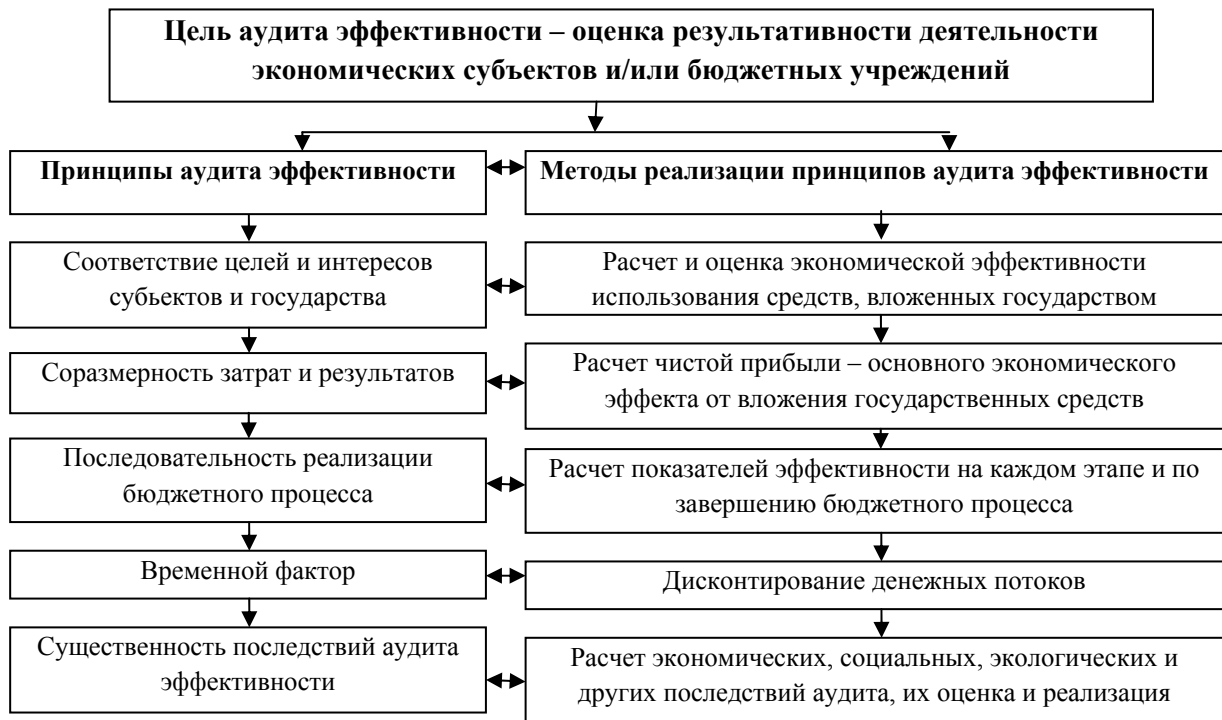 Цель аудита эффективности – оценка результативности деятельности
экономических субъектов и/или бюджетных учреждений
Принципы аудита эффективности
Методы реализации принципов аудита эффективности
Соответствие целей и интересов
субъектов и государства
Расчет и оценка экономической эффективности
использования средств, вложенных государством
Соразмерность затрат и результатов
Расчет чистой прибыли – основного экономического
эффекта от вложения государственных средств
Последовательность реализации
бюджетного процесса
Расчет показателей эффективности на каждом этапе и по
завершению бюджетного процесса
Временной фактор
Дисконтирование денежных потоков
Существенность последствий аудита
эффективности
Расчет экономических, социальных, экологических и
других последствий аудита, их оценка и реализация